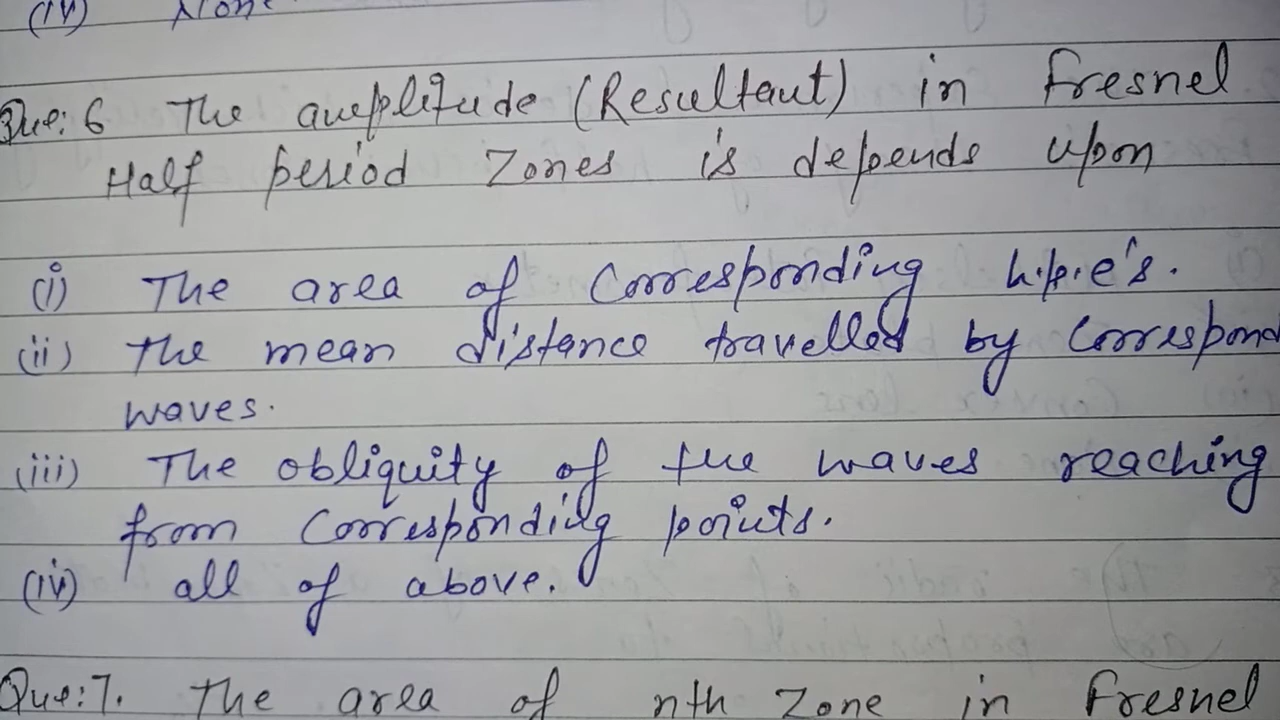 (iv) None
Que: 6 The amplitude (Resultant) in Fresnel
Half period Zones is depends upon
(i) The area of Corresponding h.p.e's.
(ii) The mean distance travelled by Correspond
waves.
(iii) The obliquity of the waves reaching
from Corresponding points.
(iv) all of above.
Que: 7. The area of nth Zone in Fresnel